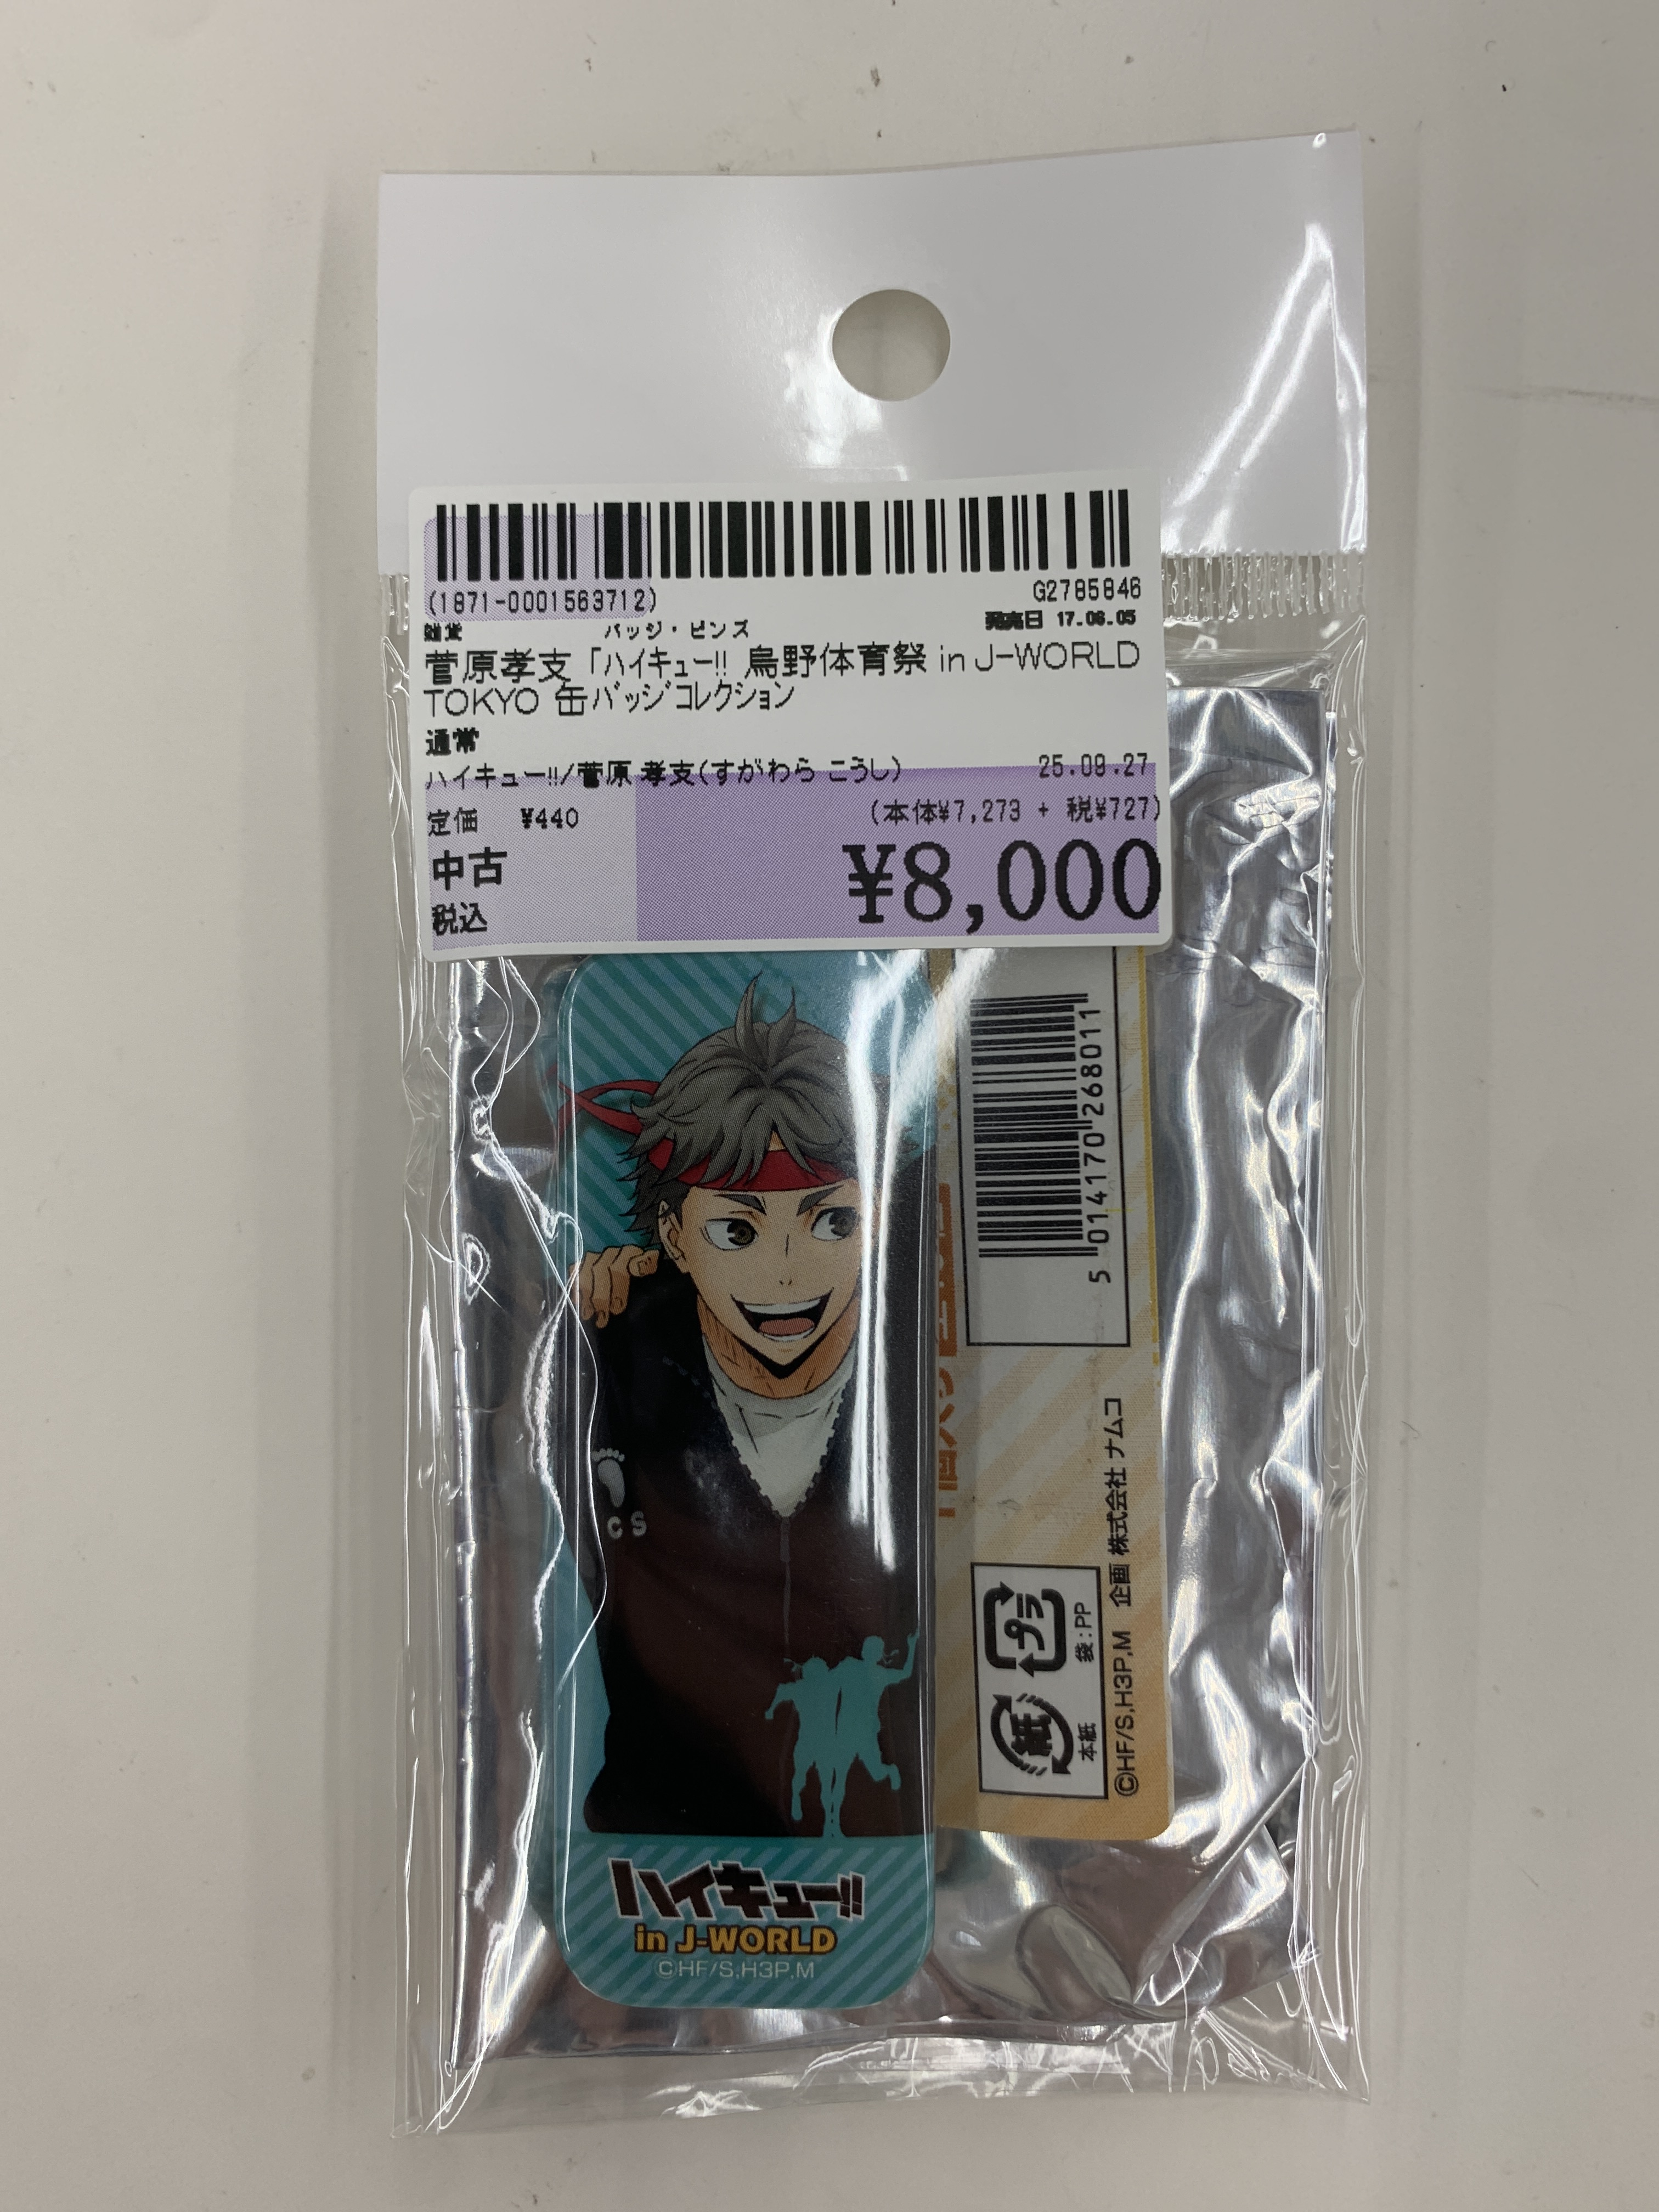 (1871-0001563712)
G2785846
雑貨
バッジ・ピンズ
発売日 17.06.05
菅原孝支「ハイキュー!! 烏野体育祭 in J-WORLD
TOKYO 缶バッジコレクション
通常
ハイキュー!!/菅原 孝支(すがわら こうし)
25.09.27
定価 ¥440
(本体¥7,273 + 税¥727)
中古
税込
¥8,000
5 014170 268011
プラ
袋:PP
紙
本紙
©HF/S,H3P,M 企画 株式会社 ナムコ
CS
ハイキュー!!
in J-WORLD
©HF/S,H3P,M